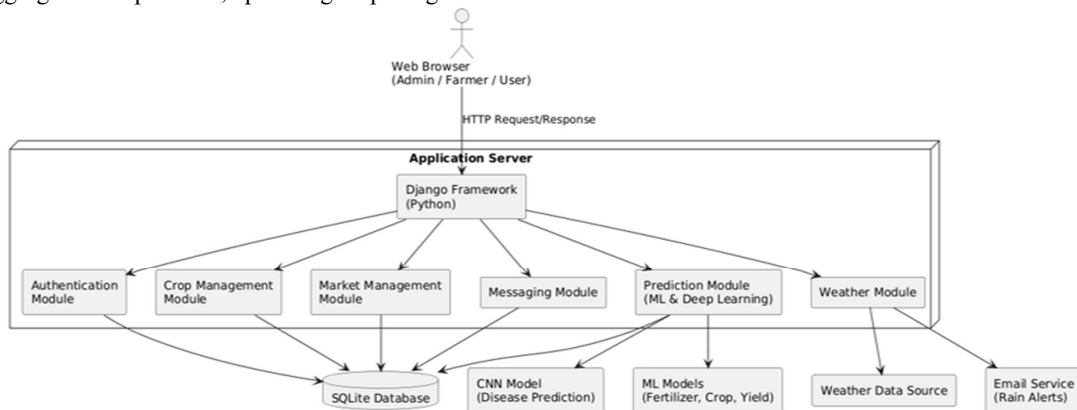 Web Browser
(Admin / Farmer / User)
HTTP Request/Response
Application Server
Django Framework
(Python)
Authentication
Module
Crop Management
Module
Market Management
Module
Messaging Module
Prediction Module
(ML & Deep Learning)
Weather Module
SQLite Database
CNN Model
(Disease Prediction)
ML Models
(Fertilizer, Crop, Yield)
Weather Data Source
Email Service
(Rain Alerts)